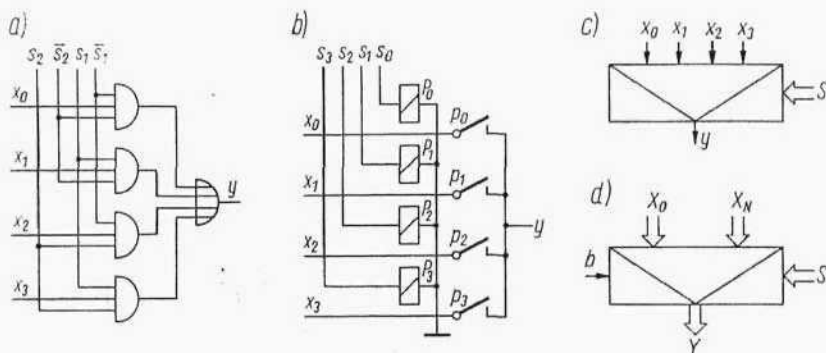 a)
s₂ s̄₂ s₁ s̄₁
x₀
x₁
x₂
x₃
y
b)
s₃ s₂ s₁ s₀
P₀
x₀
p₀
P₁
x₁
p₁
P₂
x₂
p₂
P₃
x₃
p₃
y
c)
x₀ x₁ x₂ x₃
S
y
d)
X₀ X_N
b
S
Y